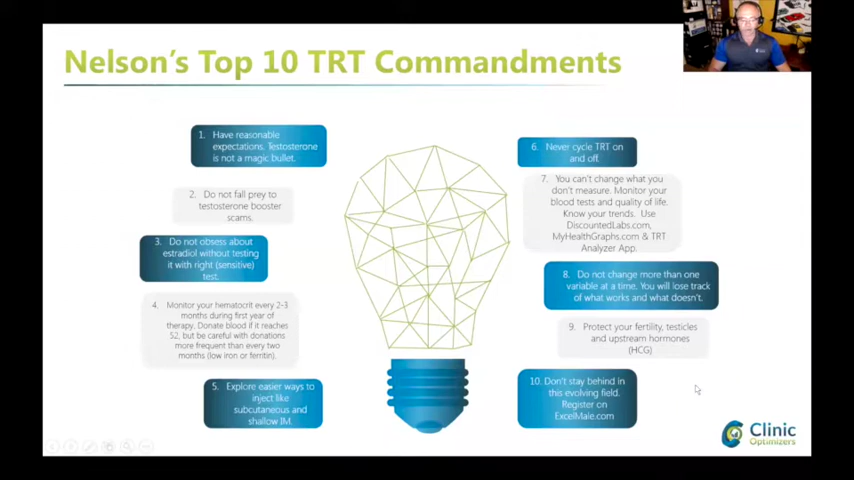 Nelson's Top 10 TRT Commandments
1. Have reasonable
expectations. Testosterone
is not a magic bullet.
2. Do not fall prey to
testosterone booster
scams.
3. Do not obsess about
estradiol without testing
it with right (sensitive)
test.
4. Monitor your hematocrit every 2-3
months during first year of
therapy. Donate blood if it reaches
52, but be careful with donations
more frequent than every two
months (low iron or ferritin).
5. Explore easier ways to
inject like
subcutaneous and
shallow IM.
6. Never cycle TRT on
and off.
7. You can't change what you
don't measure. Monitor your
blood tests and quality of life.
Know your trends. Use
DiscountedLabs.com,
MyHealthGraphs.com & TRT
Analyzer App.
8. Do not change more than one
variable at a time. You will lose track
of what works and what doesn't.
9. Protect your fertility, testicles
and upstream hormones
(HCG)
10. Don't stay behind in
this evolving field.
Register on
ExcelMale.com
Clinic
Optimizers